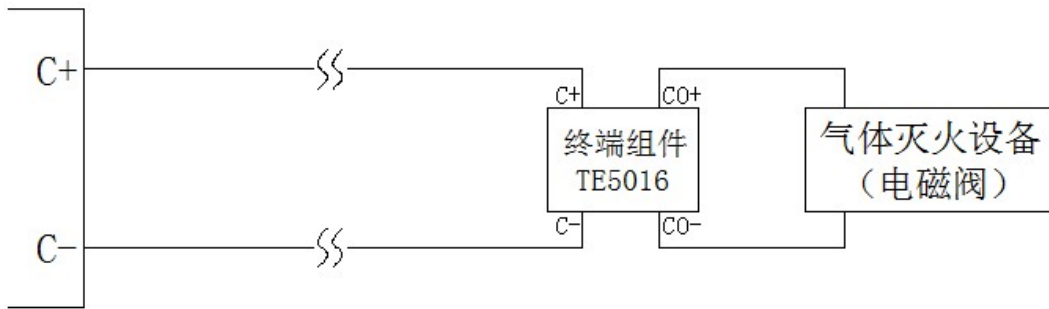 C+
C+ CO+
终端组件
TE5016
气体灭火设备
（电磁阀）
C-
C- CO-